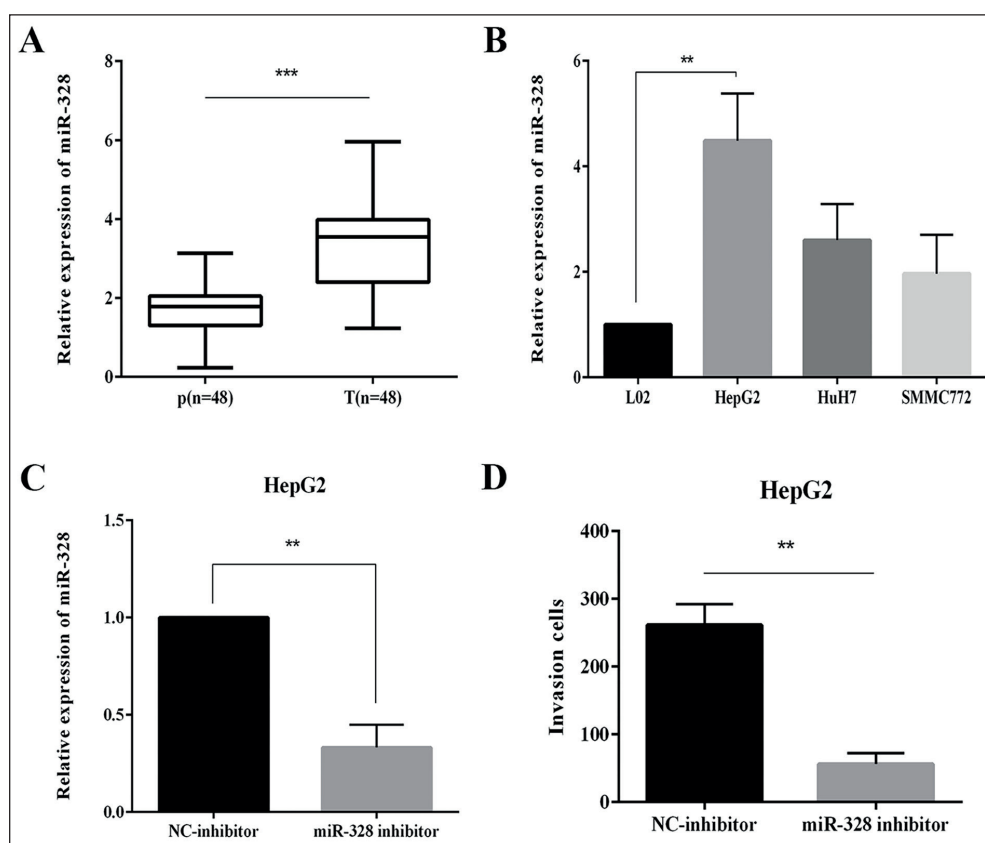 A
***
Relative expression of miR-328
8
6
4
2
0
p(n=48) T(n=48)
B
**
Relative expression of miR-328
6
4
2
0
L02 HepG2 HuH7 SMMC772
C
HepG2
**
Relative expression of miR-328
1.5
1.0
0.5
0.0
NC-inhibitor miR-328 inhibitor
D
HepG2
**
Invasion cells
400
300
200
100
0
NC-inhibitor miR-328 inhibitor